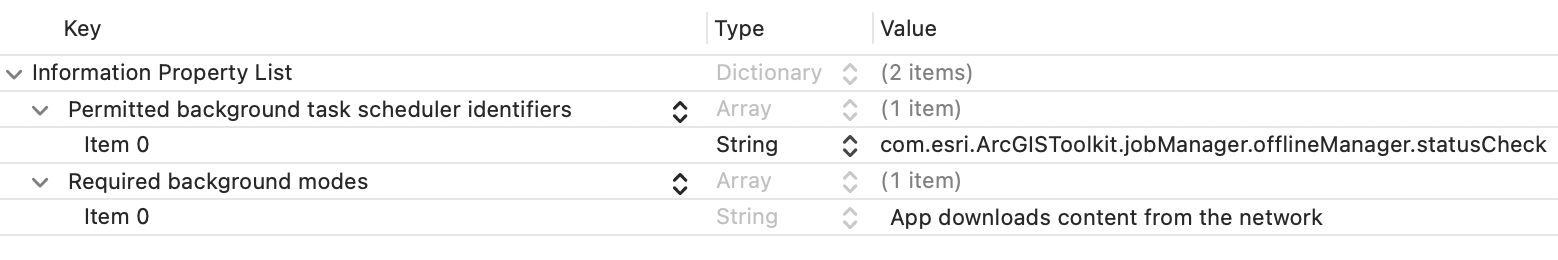 Key Type Value
Information Property List Dictionary (2 items)
Permitted background task scheduler identifiers Array (1 item)
Item 0 String com.esri.ArcGISToolkit.jobManager.offlineManager.statusCheck
Required background modes Array (1 item)
Item 0 String App downloads content from the network